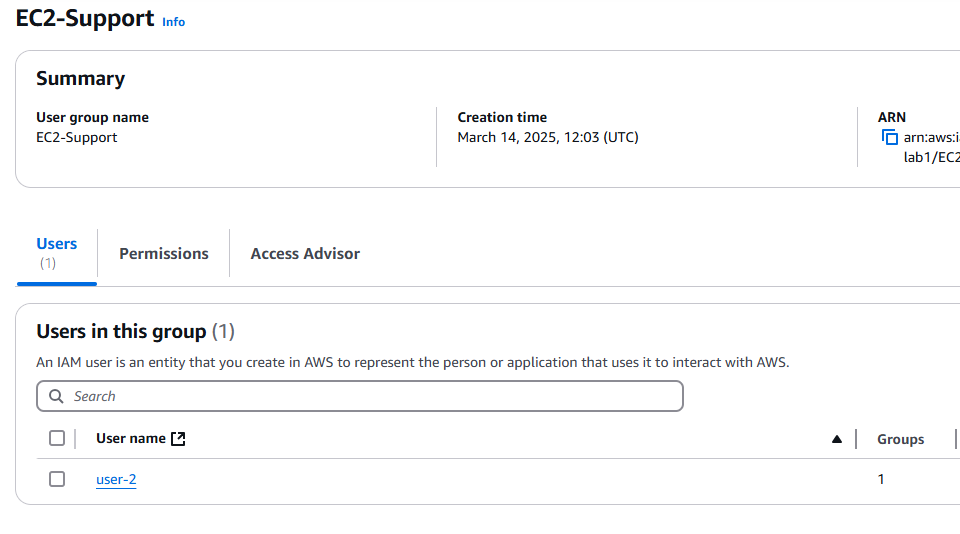 EC2-Support Info
Summary
User group name
EC2-Support
Creation time
March 14, 2025, 12:03 (UTC)
ARN
arn:aws:i
lab1/EC2
Users
(1)
Permissions
Access Advisor
Users in this group (1)
An IAM user is an entity that you create in AWS to represent the person or application that uses it to interact with AWS.
Search
User name
Groups
user-2
1